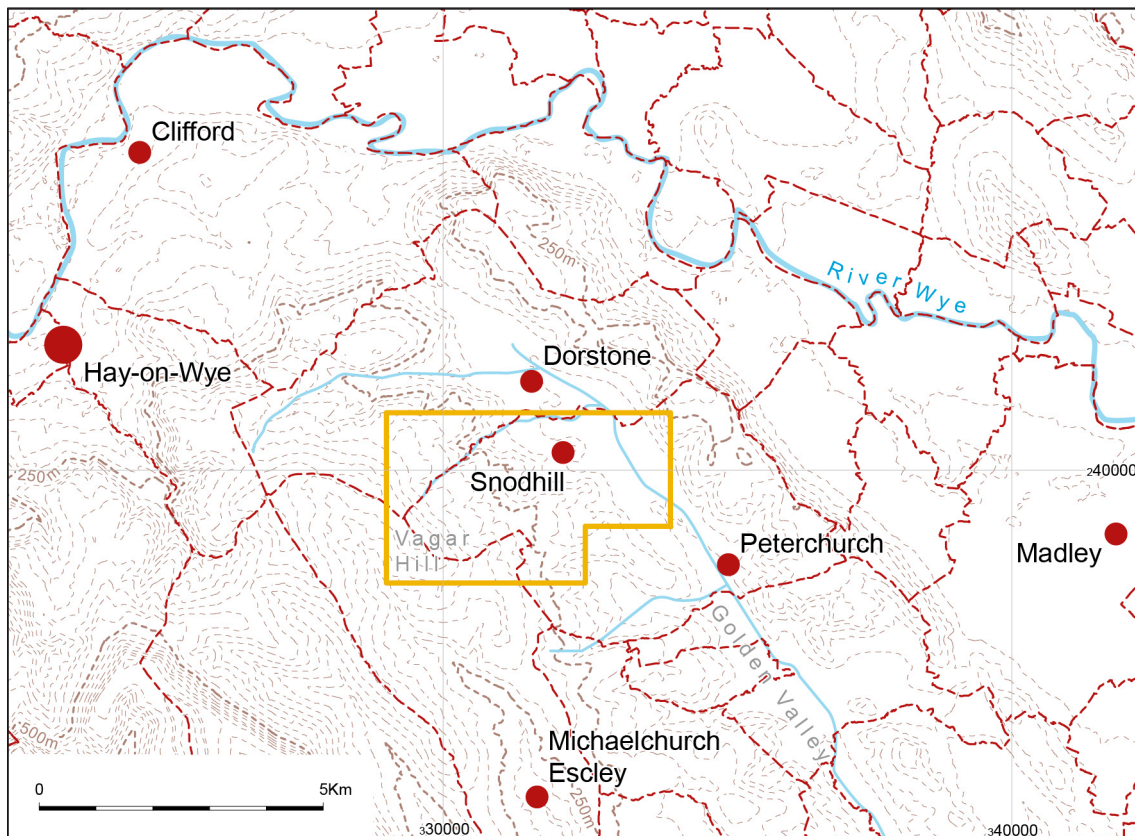 Clifford
250m
River Wye
Dorstone
Hay-on-Wye
250m
Snodhill
240000
Vagar
Hill
Peterchurch
Madley
Golden Valley
500m
Michaelchurch
Escley
250m
0
5Km
330000
340000